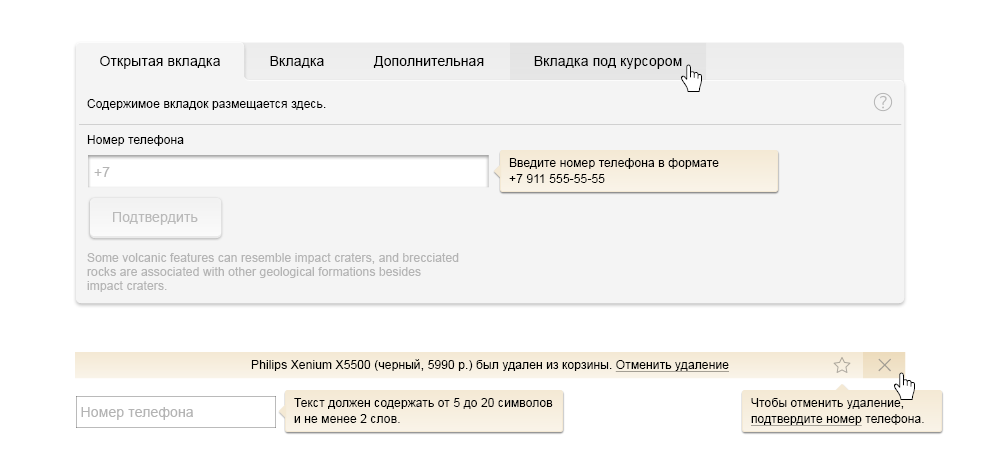 Открытая вкладка
Вкладка
Дополнительная
Вкладка под курсором
Содержимое вкладок размещается здесь.
?
Номер телефона
+7
Введите номер телефона в формате
+7 911 555-55-55
Подтвердить
Some volcanic features can resemble impact craters, and brecciated
rocks are associated with other geological formations besides
impact craters.
Philips Xenium X5500 (черный, 5990 р.) был удален из корзины. Отменить удаление
Номер телефона
Текст должен содержать от 5 до 20 символов
и не менее 2 слов.
Чтобы отменить удаление,
подтвердите номер телефона.